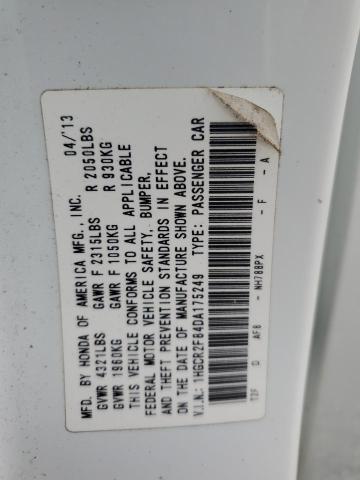 MFD. BY HONDA OF AMERICA MFG.,INC. 04/'13
GVWR 4321LBS GAWR F 2315LBS R 2050LBS
GVWR 1960KG GAWR F 1050KG R 930KG
THIS VEHICLE CONFORMS TO ALL APPLICABLE
FEDERAL MOTOR VEHICLE SAFETY, BUMPER,
AND THEFT PREVENTION STANDARDS IN EFFECT
ON THE DATE OF MANUFACTURE SHOWN ABOVE.
V.I.N.: 1HGCR2F84DA175249 TYPE: PASSENGER CAR
T2F D AF8 - NH788PX - F - A